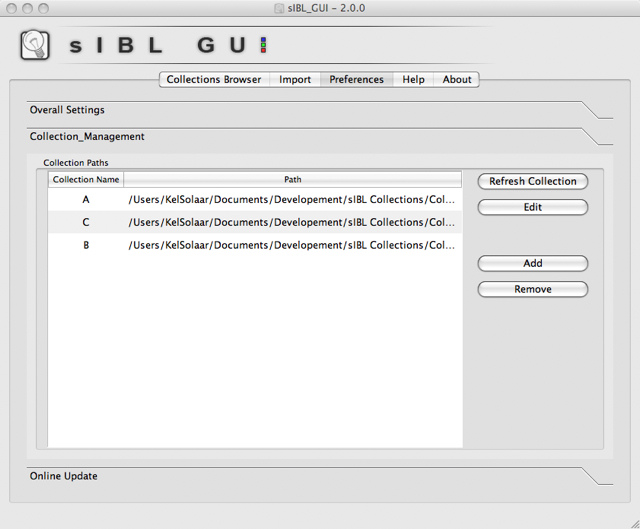 sIBL_GUI - 2.0.0
sIBL GUI
Collections Browser Import Preferences Help About
Overall Settings
Collection_Management
Collection Paths
Collection Name Path
A /Users/KelSolaar/Documents/Developement/sIBL Collections/Col...
C /Users/KelSolaar/Documents/Developement/sIBL Collections/Col...
B /Users/KelSolaar/Documents/Developement/sIBL Collections/Col...
Refresh Collection
Edit
Add
Remove
Online Update